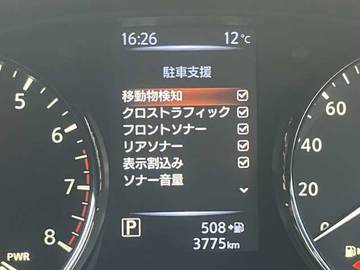 16:26 12℃
駐車支援
移動物検知
クロストラフィック
フロントソナー
リアソナー
表示割込み
ソナー音量
P 508
3775km
5
6
7
8
PWR
80
60
40
20
0